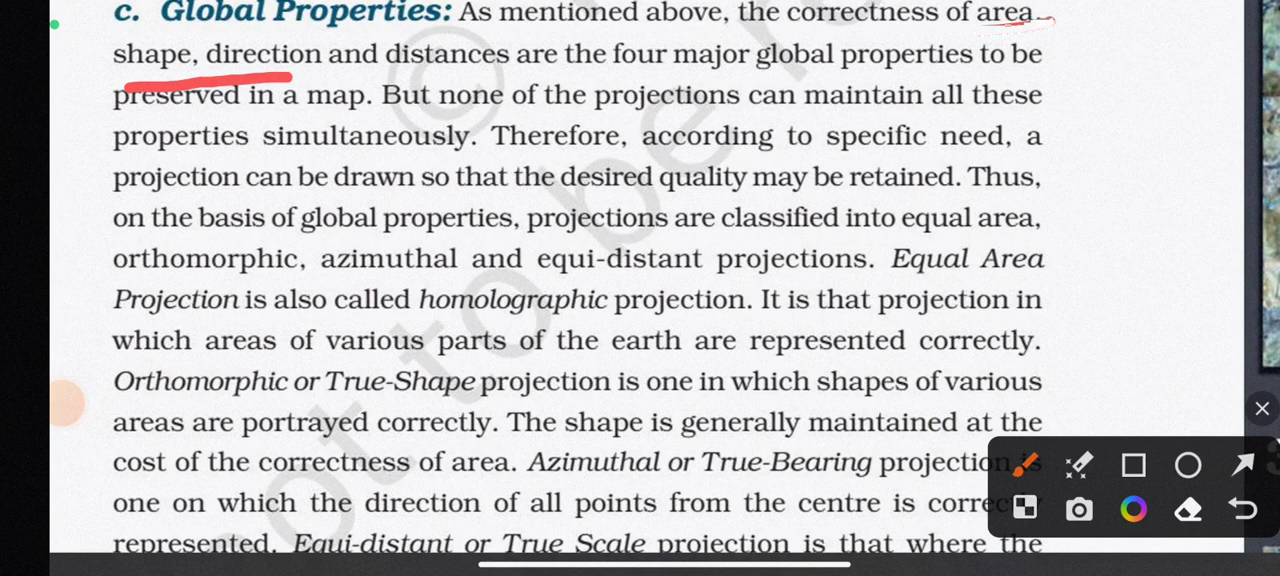 c. Global Properties: As mentioned above, the correctness of area
shape, direction and distances are the four major global properties to be
preserved in a map. But none of the projections can maintain all these
properties simultaneously. Therefore, according to specific need, a
projection can be drawn so that the desired quality may be retained. Thus,
on the basis of global properties, projections are classified into equal area,
orthomorphic, azimuthal and equi-distant projections. Equal Area
Projection is also called homolographic projection. It is that projection in
which areas of various parts of the earth are represented correctly.
Orthomorphic or True-Shape projection is one in which shapes of various
areas are portrayed correctly. The shape is generally maintained at the
cost of the correctness of area. Azimuthal or True-Bearing projection is
one on which the direction of all points from the centre is
represented. Equi-distant or True Scale projection is that where the
© not to be